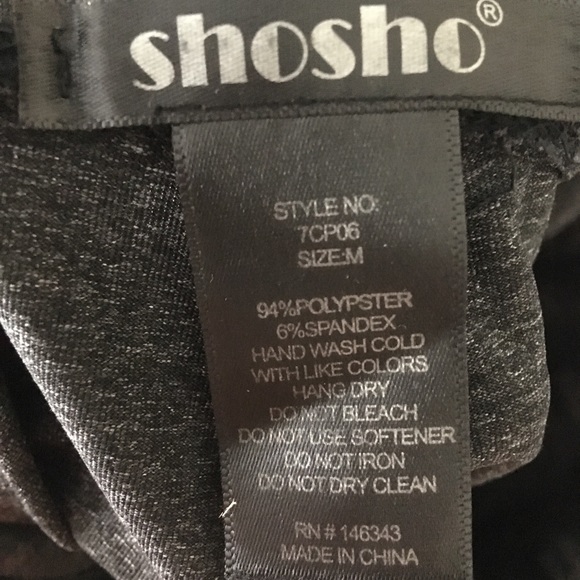 shosho®
STYLE NO:
7CP06
SIZE:M
94%POLYPSTER
6%SPANDEX
HAND WASH COLD
WITH LIKE COLORS
HANG DRY
DO NOT BLEACH
DO NOT USE SOFTENER
DO NOT IRON
DO NOT DRY CLEAN
RN # 146343
MADE IN CHINA